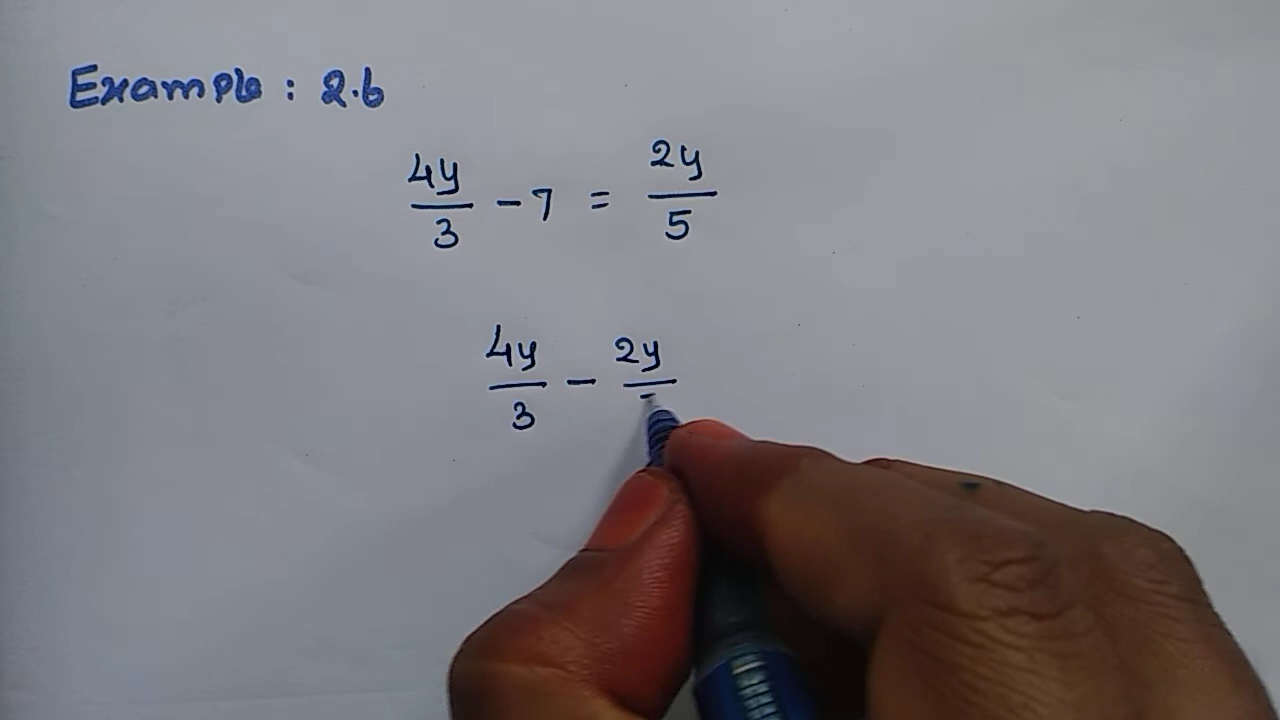 Example : 2.6
4y/3 - 7 = 2y/5
4y/3 - 2y/